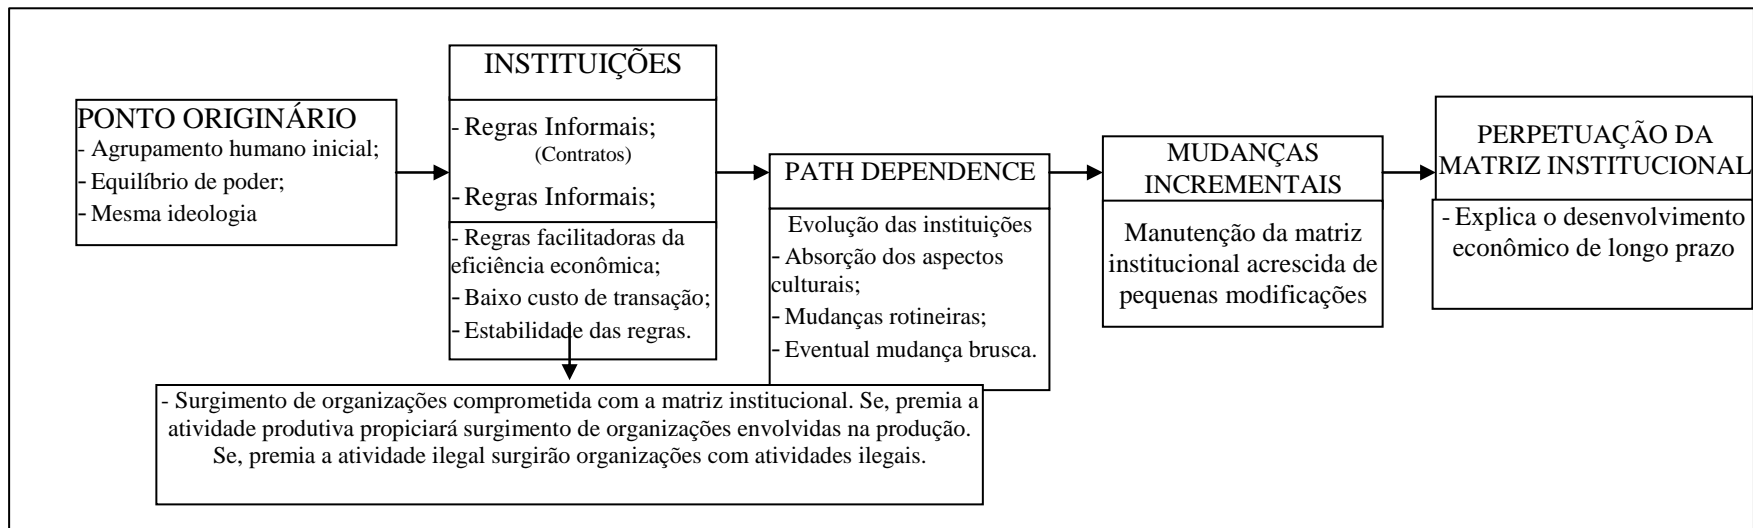 PONTO ORIGINÁRIO
- Agrupamento humano inicial;
- Equilíbrio de poder;
- Mesma ideologia
INSTITUIÇÕES
- Regras Informais;
(Contratos)
- Regras Informais;
- Regras facilitadoras da
eficiência econômica;
- Baixo custo de transação;
- Estabilidade das regras.
- Surgimento de organizações comprometida com a matriz institucional. Se, premia a
atividade produtiva propiciará surgimento de organizações envolvidas na produção.
Se, premia a atividade ilegal surgirão organizações com atividades ilegais.
PATH DEPENDENCE
Evolução das instituições
- Absorção dos aspectos
culturais;
- Mudanças rotineiras;
- Eventual mudança brusca.
MUDANÇAS
INCREMENTAIS
Manutenção da matriz
institucional acrescida de
pequenas modificações
PERPETUAÇÃO DA
MATRIZ INSTITUCIONAL
- Explica o desenvolvimento
econômico de longo prazo